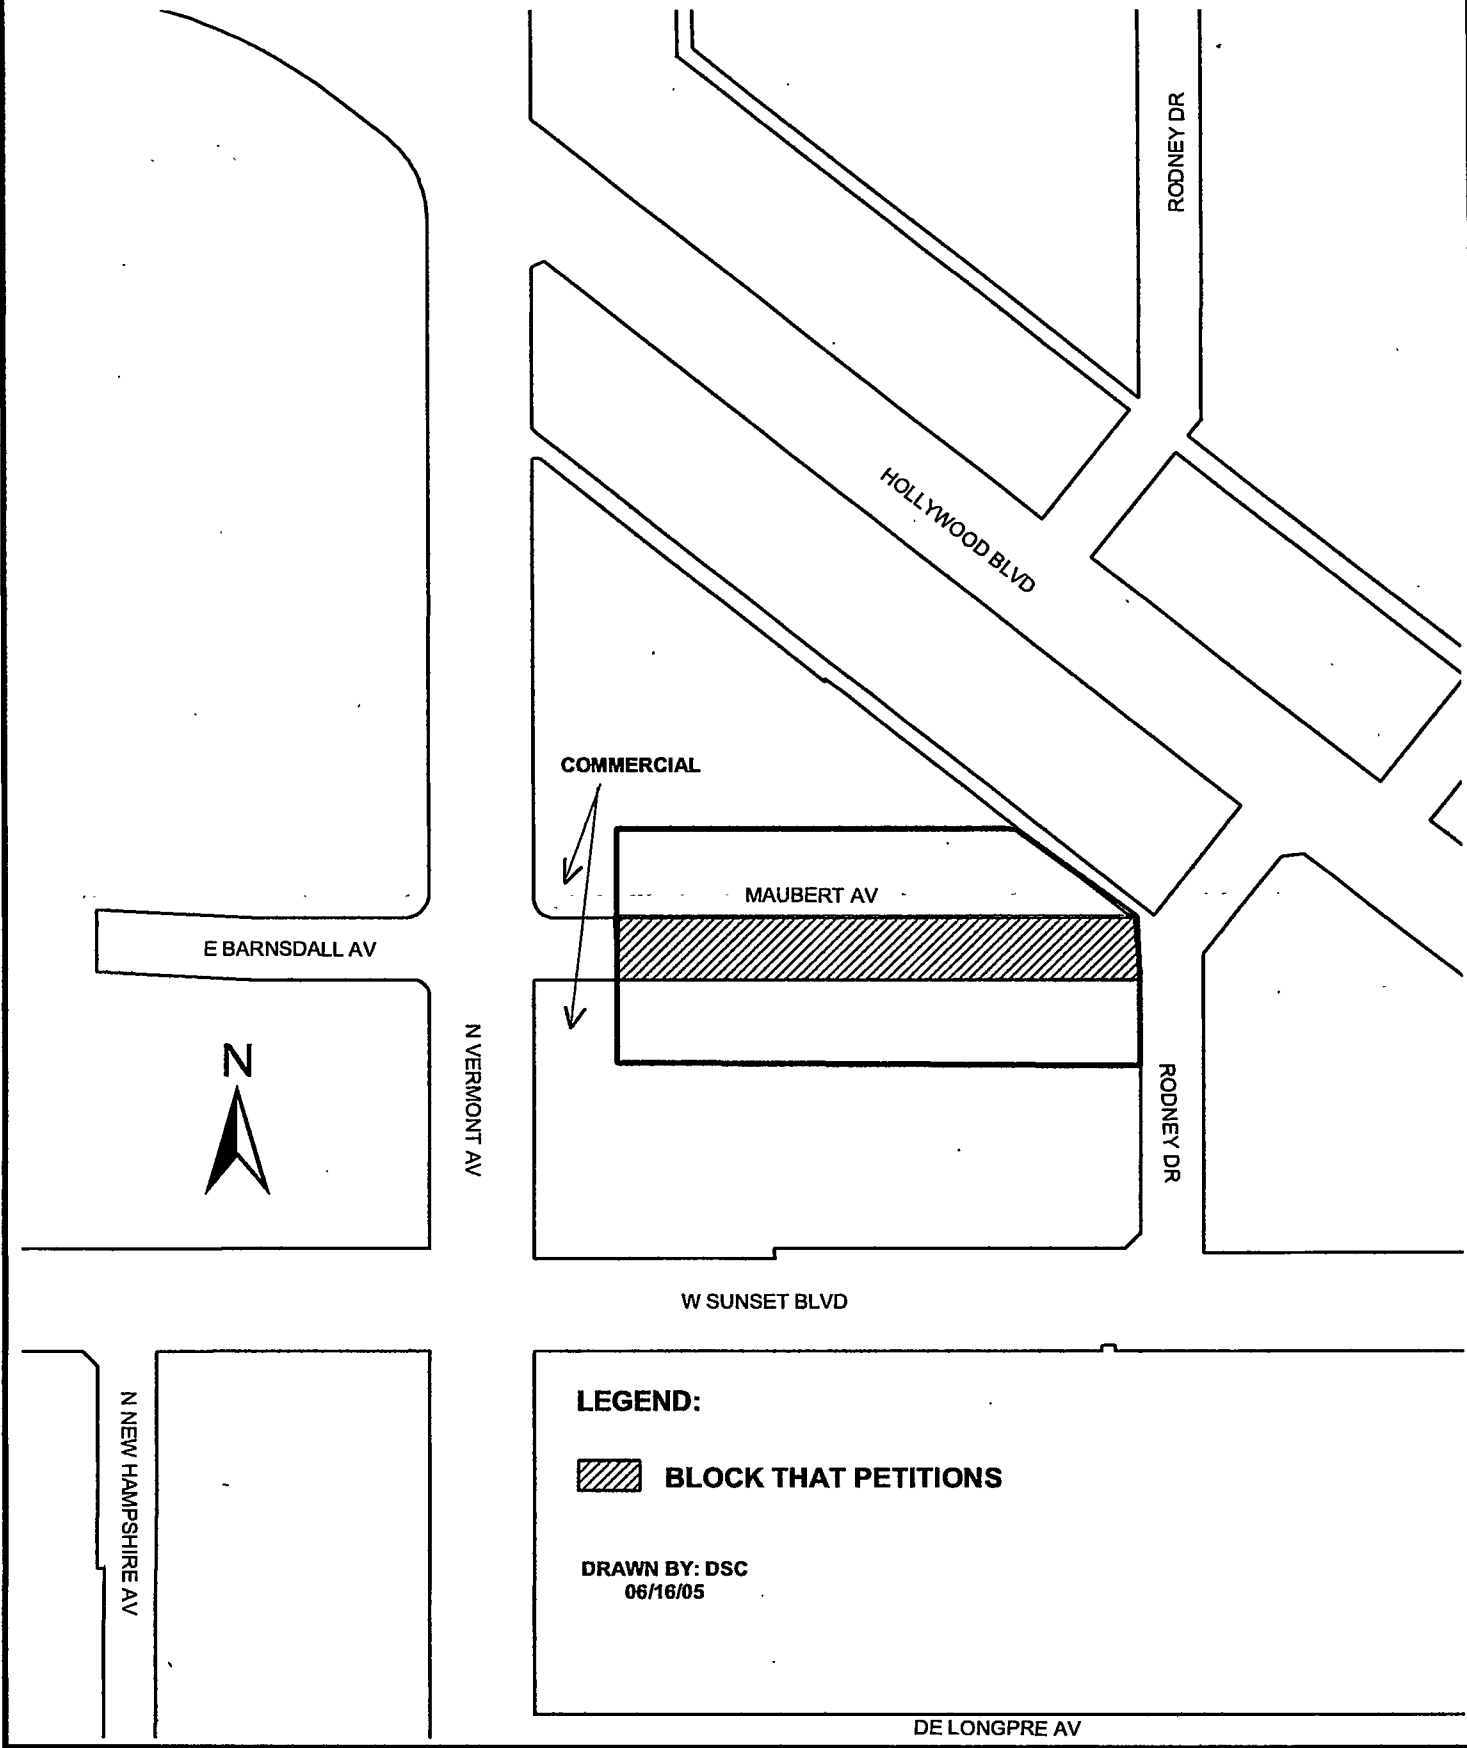 RODNEY DR
HOLLYWOOD BLVD
COMMERCIAL
MAUBERT AV
E BARNSDALL AV
N
N VERMONT AV
RODNEY DR
W SUNSET BLVD
N NEW HAMPSHIRE AV
LEGEND:
BLOCK THAT PETITIONS
DRAWN BY: DSC
06/16/05
DE LONGPRE AV